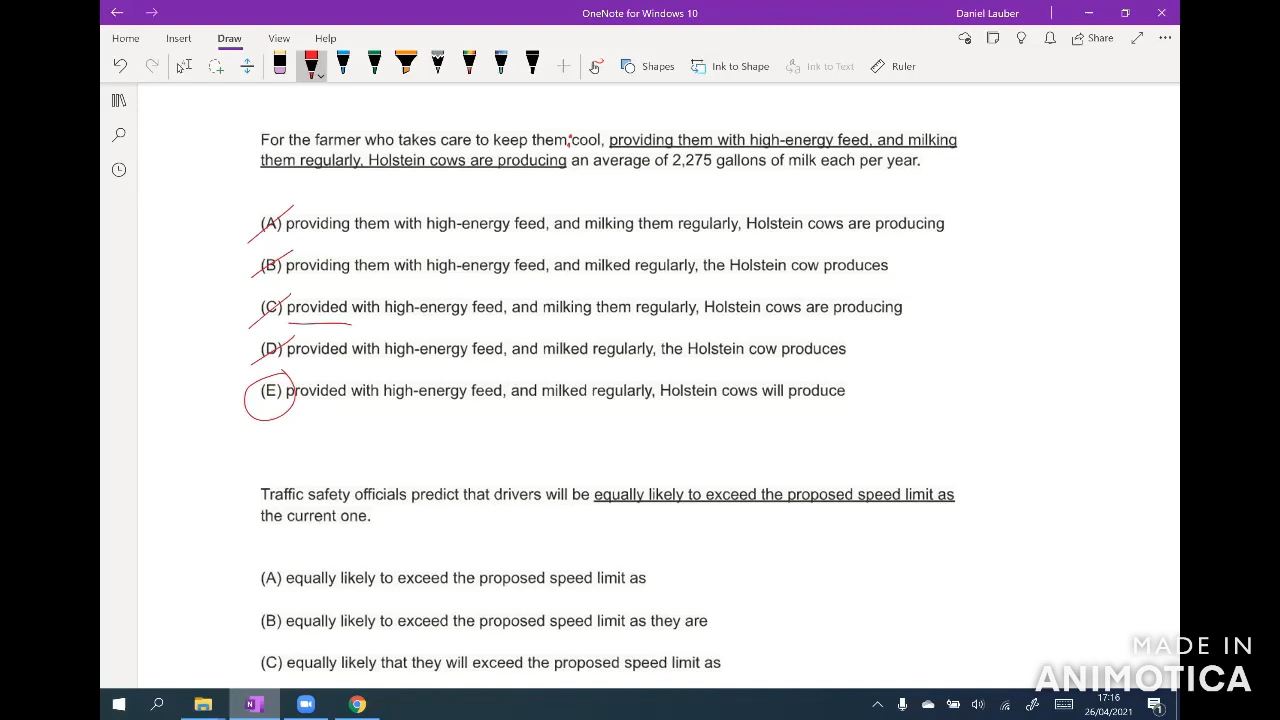 OneNote for Windows 10
Daniel Lauber
Home Insert Draw View Help
Share
Shapes Ink to Shape Ink to Text Ruler
For the farmer who takes care to keep them cool, providing them with high-energy feed, and milking
them regularly, Holstein cows are producing an average of 2,275 gallons of milk each per year.
(A) providing them with high-energy feed, and milking them regularly, Holstein cows are producing
(B) providing them with high-energy feed, and milked regularly, the Holstein cow produces
(C) provided with high-energy feed, and milking them regularly, Holstein cows are producing
(D) provided with high-energy feed, and milked regularly, the Holstein cow produces
(E) provided with high-energy feed, and milked regularly, Holstein cows will produce
Traffic safety officials predict that drivers will be equally likely to exceed the proposed speed limit as
the current one.
(A) equally likely to exceed the proposed speed limit as
(B) equally likely to exceed the proposed speed limit as they are
(C) equally likely that they will exceed the proposed speed limit as
MADE IN
ANIMOTICA
17:16
26/04/2021
1